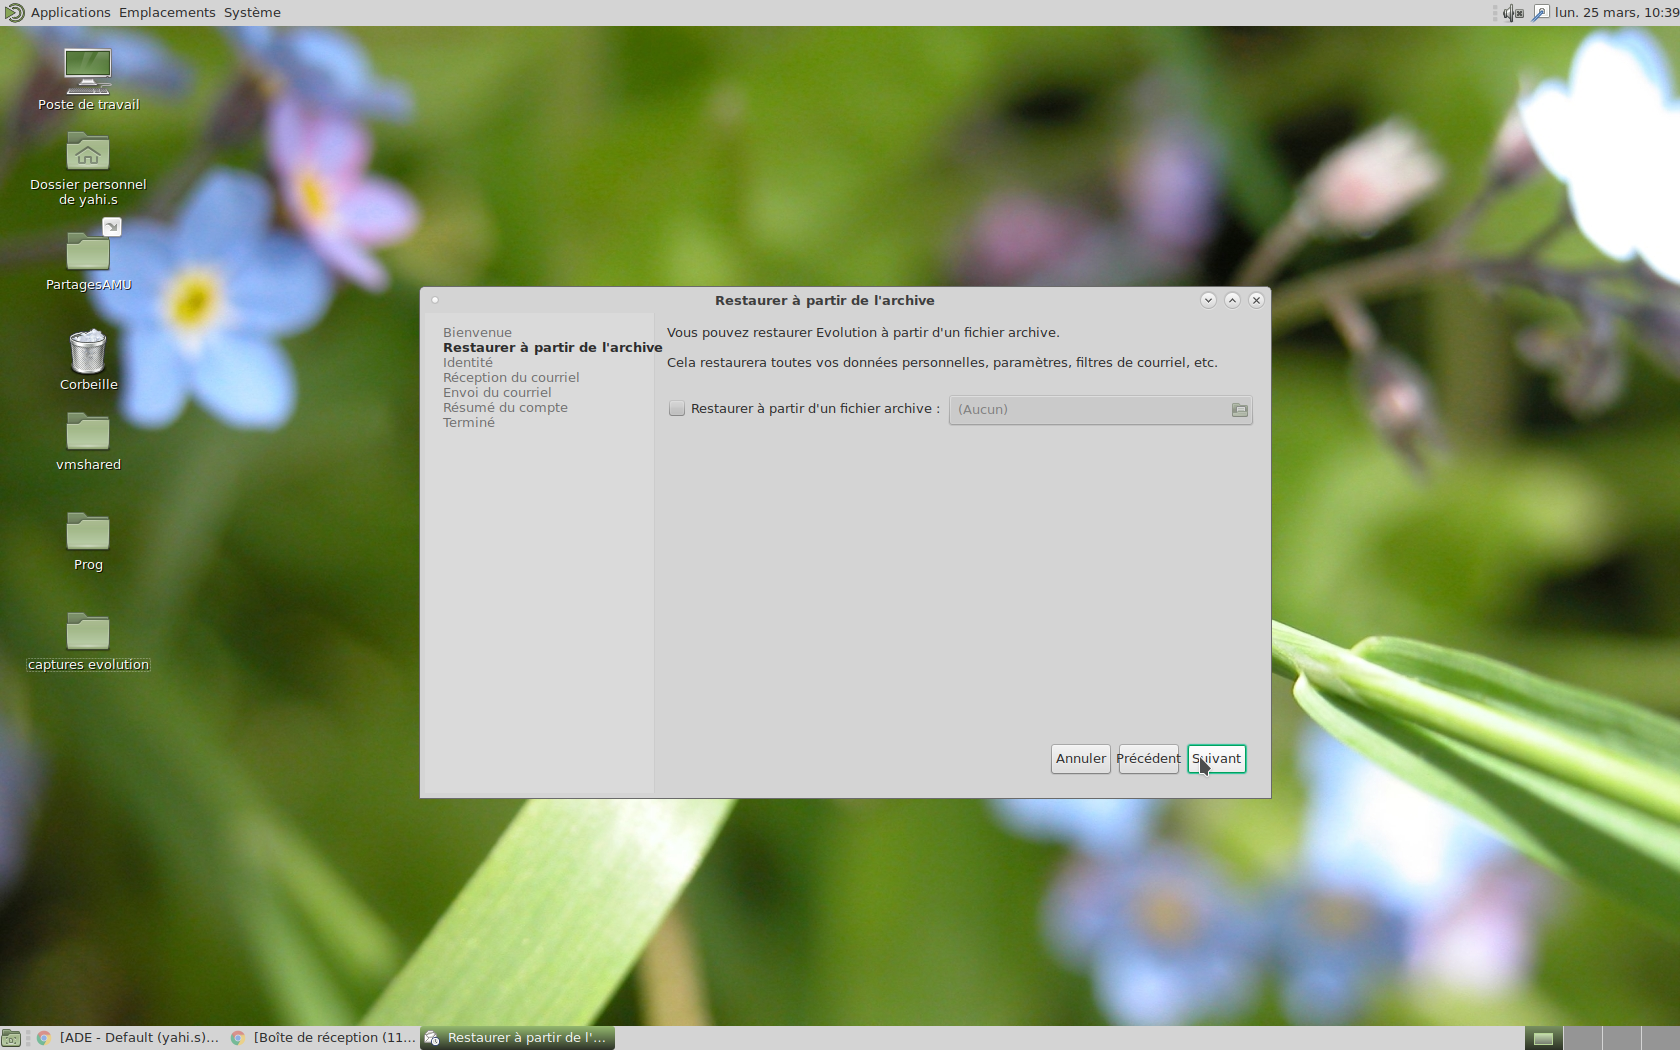 Applications Emplacements Système
lun. 25 mars, 10:39
Poste de travail
Dossier personnel
de yahi.s
PartagesAMU
Corbeille
vmshared
Prog
captures evolution
Restaurer à partir de l'archive
Bienvenue
Restaurer à partir de l'archive
Identité
Réception du courriel
Envoi du courriel
Résumé du compte
Terminé
Vous pouvez restaurer Evolution à partir d'un fichier archive.
Cela restaurera toutes vos données personnelles, paramètres, filtres de courriel, etc.
Restaurer à partir d'un fichier archive : (Aucun)
Annuler Précédent Suivant
[ADE - Default (yahi.s)... [Boîte de réception (11... Restaurer à partir de l'...